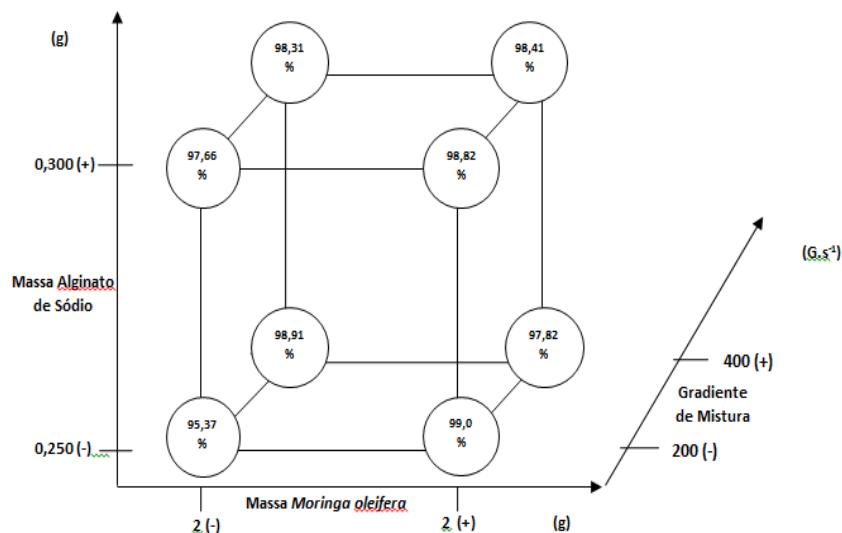 (g)
98,31
%
98,41
%
97,66
%
98,82
%
0,300 (+)
(G.s⁻¹)
Massa Alginato
de Sódio
98,91
%
97,82
%
400 (+)
Gradiente
de Mistura
95,37
%
99,0
%
0,250 (-)
200 (-)
Massa Moringa oleifera
2 (-)
2 (+)
(g)